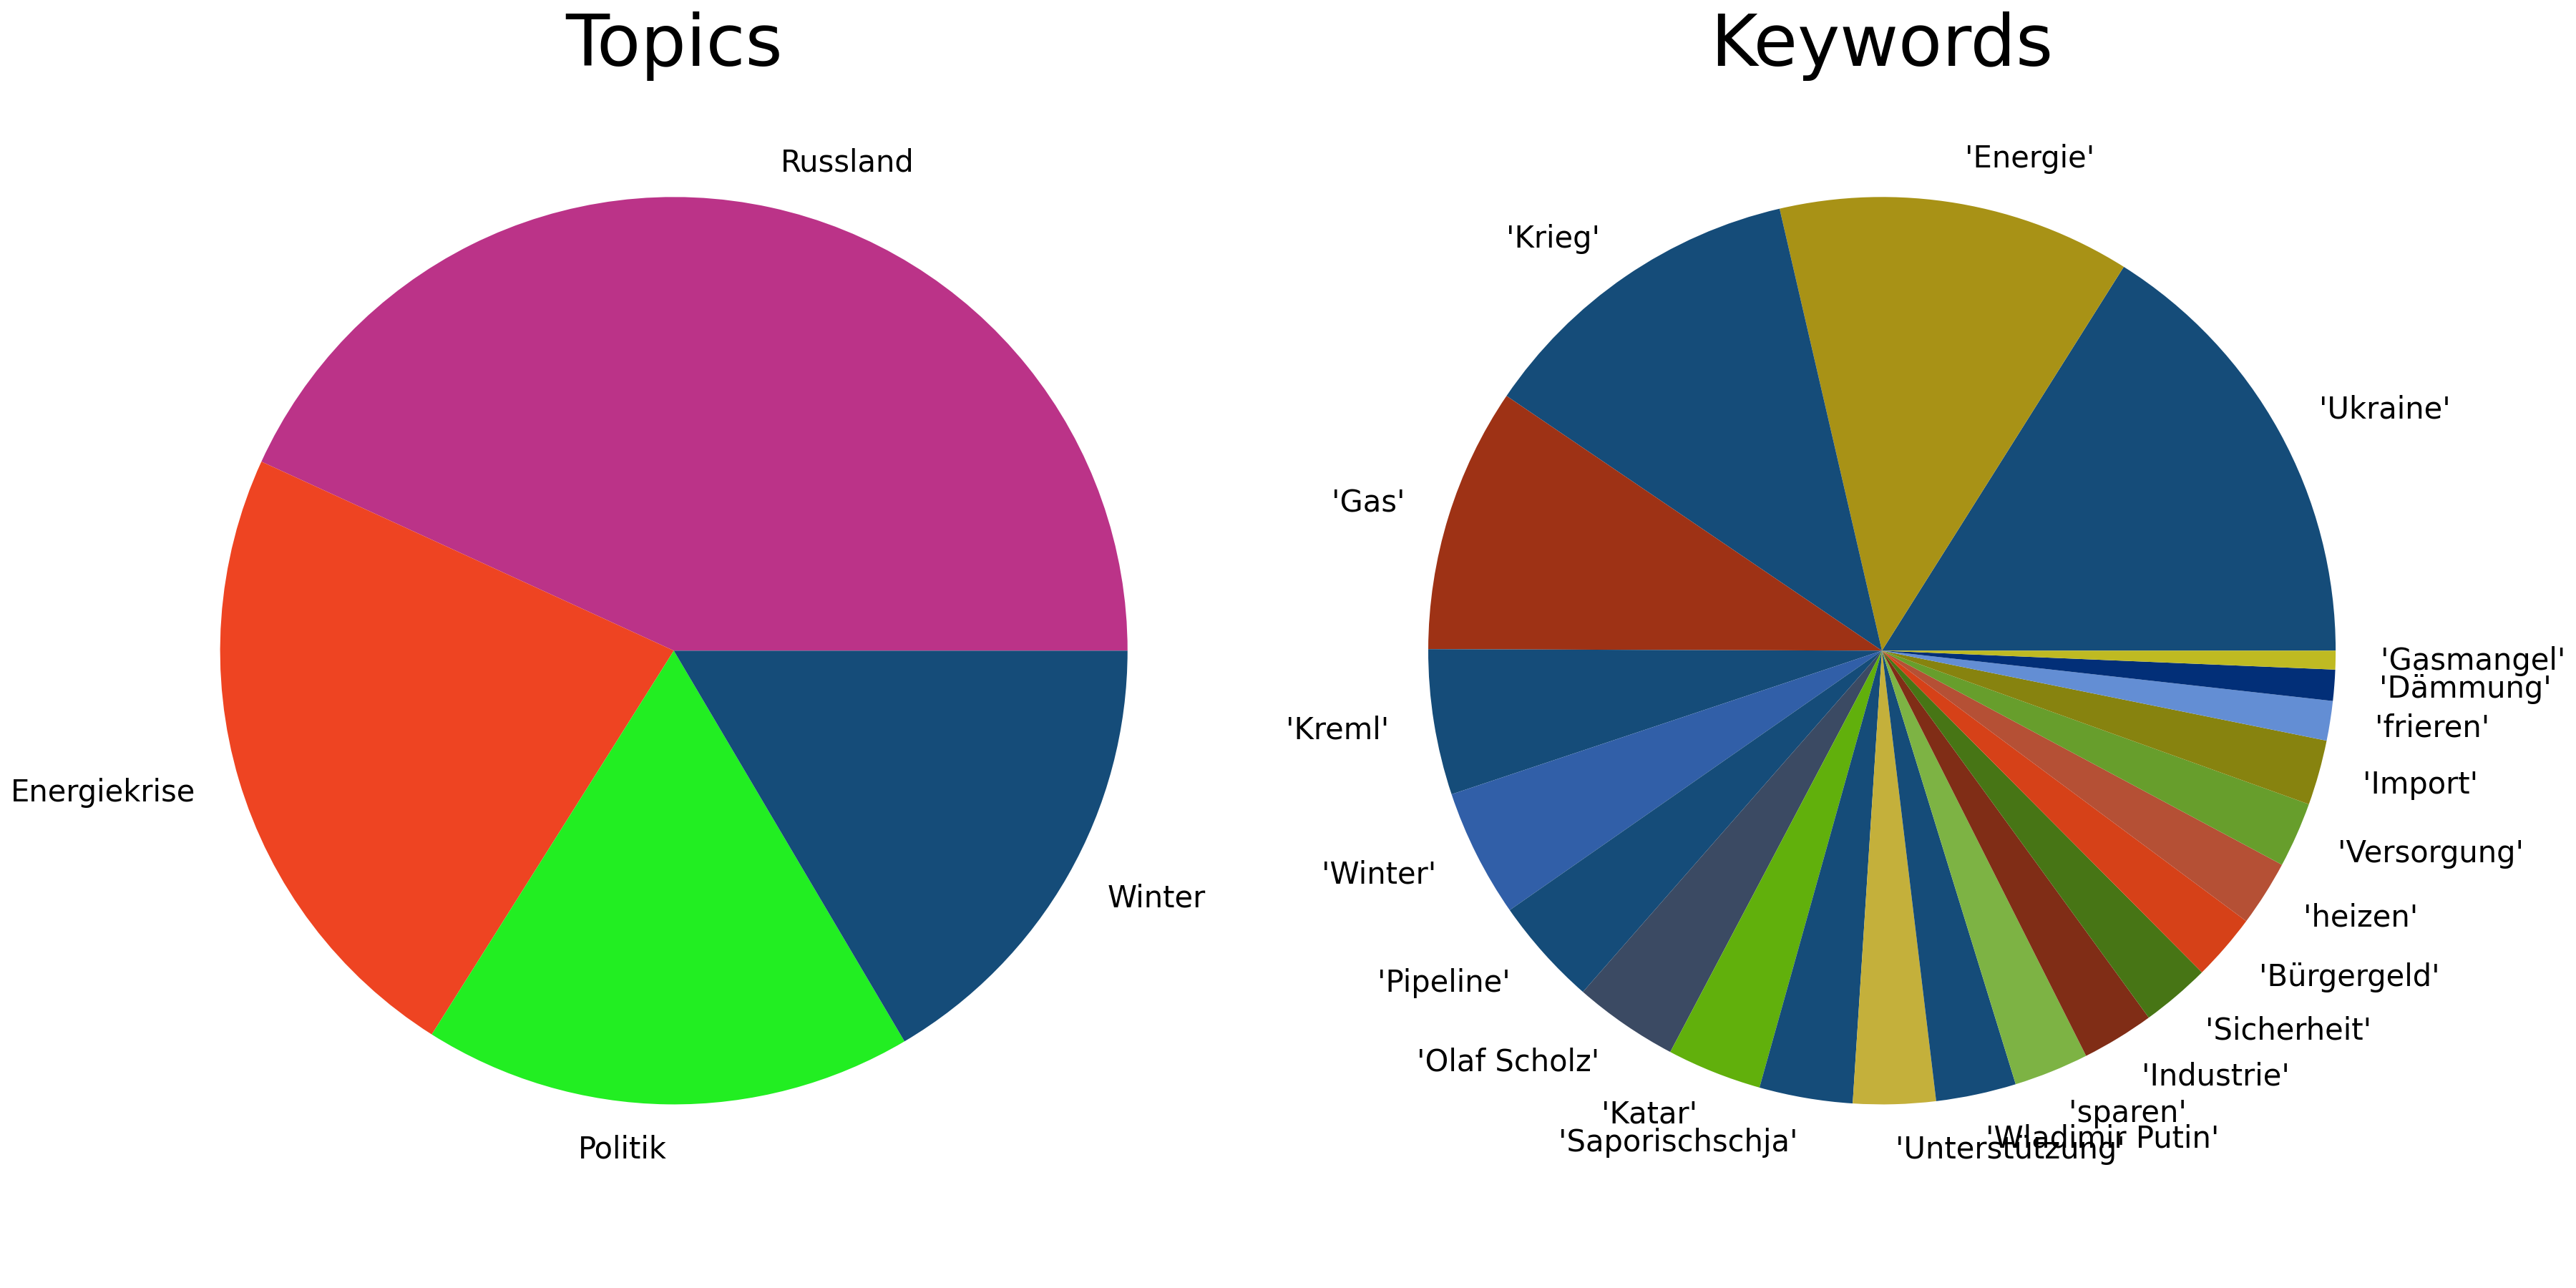 Topics
Russland
Energiekrise
Politik
Winter
Keywords
'Ukraine'
'Energie'
'Krieg'
'Gas'
'Kreml'
'Winter'
'Pipeline'
'Olaf Scholz'
'Katar'
'Saporischschja'
'Unterstützung'
'Wladimir Putin'
'sparen'
'Industrie'
'Sicherheit'
'Bürgergeld'
'heizen'
'Versorgung'
'Import'
'frieren'
'Dämmung'
'Gasmangel'